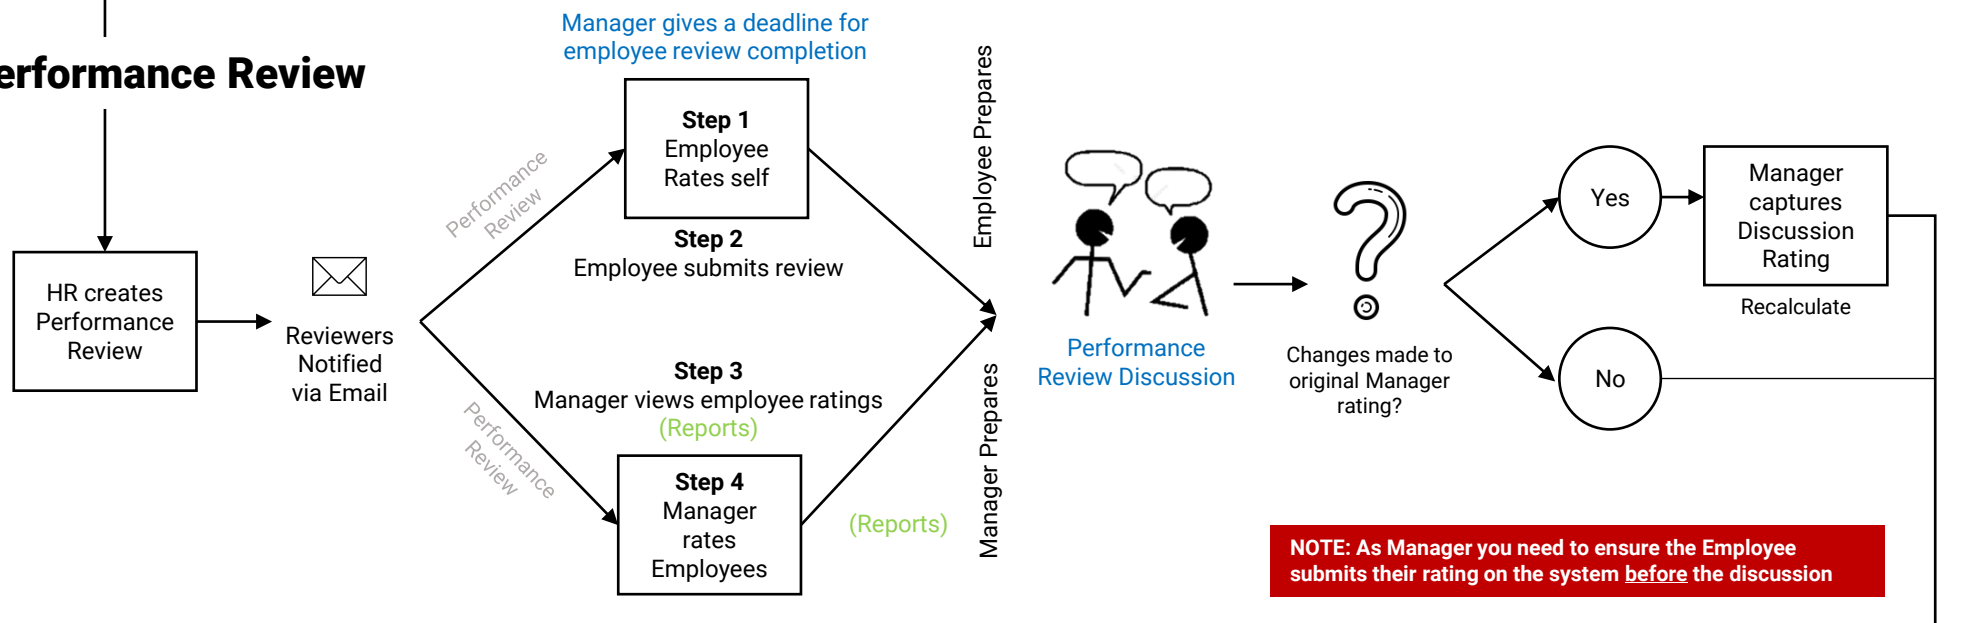 erformance Review
HR creates
Performance
Review
Reviewers
Notified
via Email
Performance
Review
Performance
Review
Manager gives a deadline for
employee review completion
Step 1
Employee
Rates self
Step 2
Employee submits review
Step 3
Manager views employee ratings
(Reports)
Step 4
Manager
rates
Employees
(Reports)
Employee Prepares
Manager Prepares
Performance
Review Discussion
Changes made to
original Manager
rating?
Yes
No
Manager
captures
Discussion
Rating
Recalculate
NOTE: As Manager you need to ensure the Employee
submits their rating on the system before the discussion